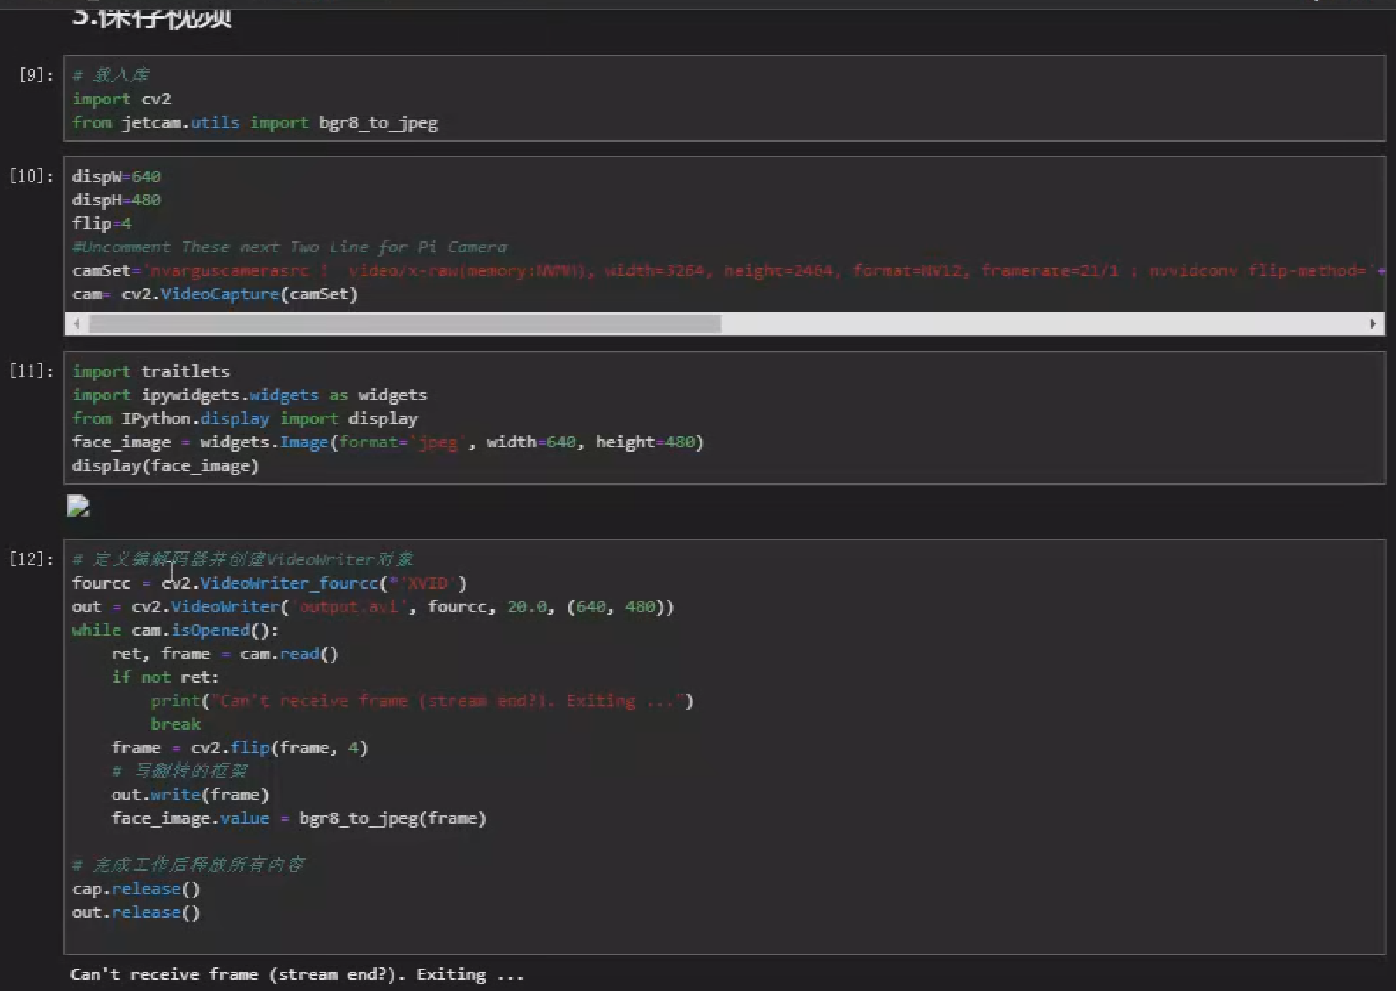 3.保存视频
[9]:
# 载入库
import cv2
from jetcam.utils import bgr8_to_jpeg
[10]:
dispW=640
dispH=480
flip=4
#Uncomment These next Two Line for Pi Camera
camSet='nvarguscamerasrc !  video/x-raw(memory:NVMM), width=3264, height=2464, format=NV12, framerate=21/1 ! nvvidconv flip-method='+
cam= cv2.VideoCapture(camSet)
[11]:
import traitlets
import ipywidgets.widgets as widgets
from IPython.display import display
face_image = widgets.Image(format='jpeg', width=640, height=480)
display(face_image)
[12]:
# 定义编解码器并创建VideoWriter对象
fourcc = cv2.VideoWriter_fourcc(*'XVID')
out = cv2.VideoWriter('output.avi', fourcc, 20.0, (640, 480))
while cam.isOpened():
    ret, frame = cam.read()
    if not ret:
        print("Can't receive frame (stream end?). Exiting ...")
        break
    frame = cv2.flip(frame, 4)
    # 写翻转的框架
    out.write(frame)
    face_image.value = bgr8_to_jpeg(frame)
# 完成工作后释放所有内容
cap.release()
out.release()
Can't receive frame (stream end?). Exiting ...